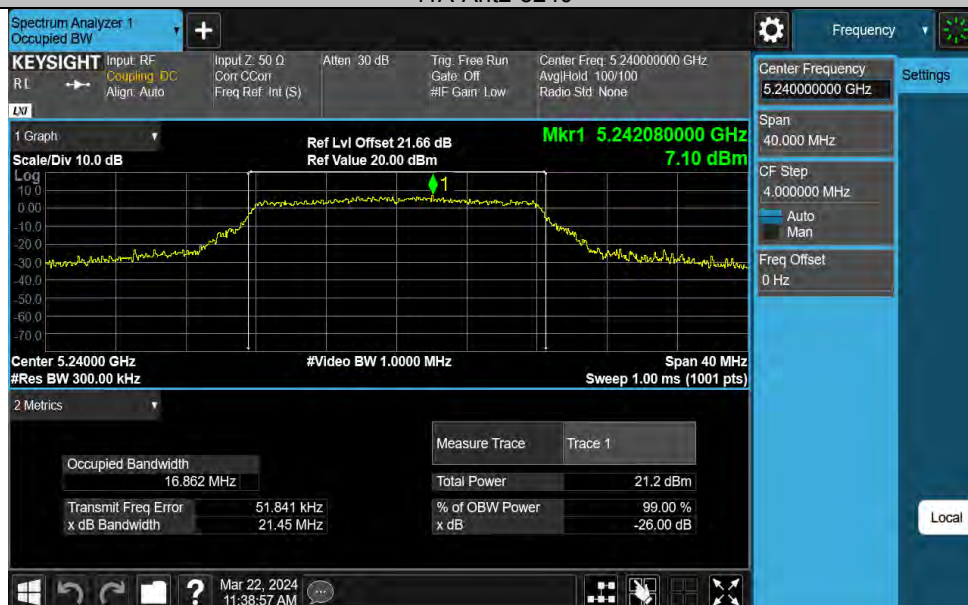 Spectrum Analyzer 1
Occupied BW
Frequency
KEYSIGHT
Input: RF
Coupling: DC
Align: Auto
Input Z: 50 Ω
Corr CCorr
Freq Ref: Int (S)
Atten: 30 dB
Trig: Free Run
Gate: Off
#IF Gain: Low
Center Freq: 5.240000000 GHz
Avg|Hold: 100/100
Radio Std: None
LXI
Center Frequency
5.240000000 GHz
Settings
Span
40.000 MHz
CF Step
4.000000 MHz
Auto
Man
Freq Offset
0 Hz
1 Graph
Scale/Div 10.0 dB
Ref Lvl Offset 21.66 dB
Ref Value 20.00 dBm
Mkr1 5.242080000 GHz
7.10 dBm
Log
10.0
0.00
-10.0
-20.0
-30.0
-40.0
-50.0
-60.0
-70.0
1
Center 5.24000 GHz
#Video BW 1.0000 MHz
Span 40 MHz
#Res BW 300.00 kHz
Sweep 1.00 ms (1001 pts)
2 Metrics
Measure Trace
Trace 1
Occupied Bandwidth
16.862 MHz
Total Power
21.2 dBm
Transmit Freq Error
51.841 kHz
% of OBW Power
99.00 %
x dB Bandwidth
21.45 MHz
x dB
-26.00 dB
Local
?
Mar 22, 2024
11:38:57 AM